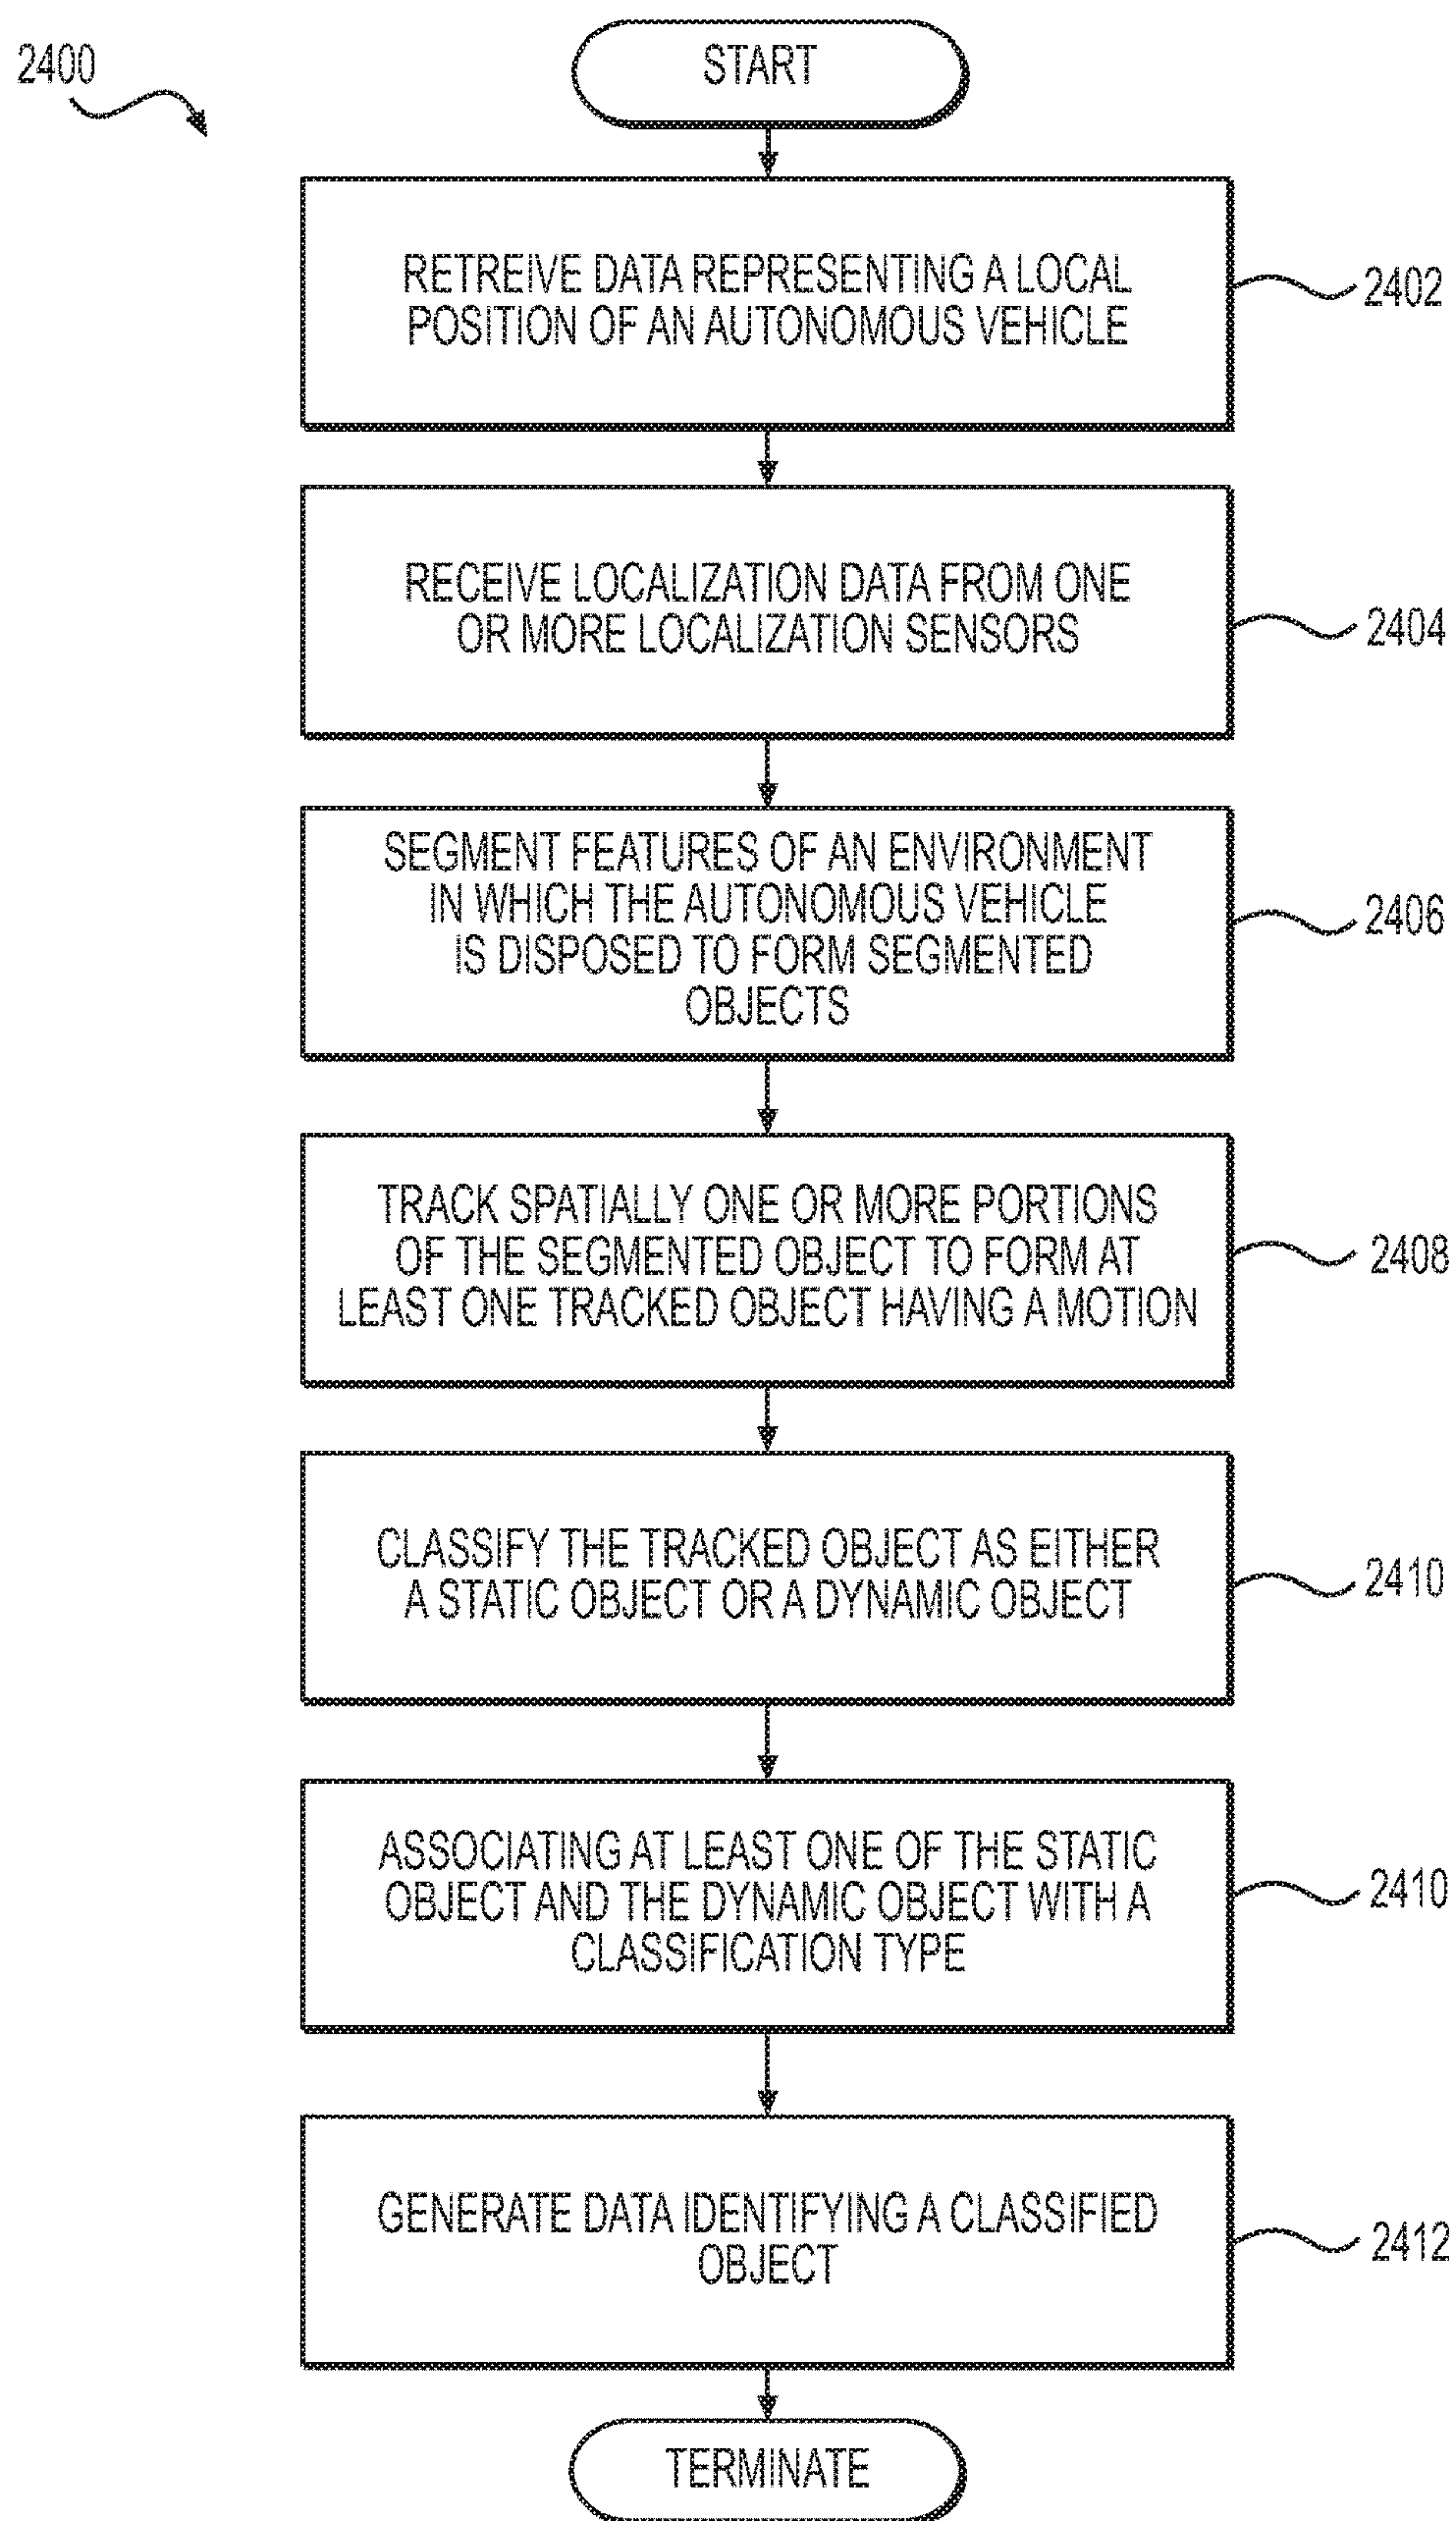 2400
START
RETREIVE DATA REPRESENTING A LOCAL
POSITION OF AN AUTONOMOUS VEHICLE
2402
RECEIVE LOCALIZATION DATA FROM ONE
OR MORE LOCALIZATION SENSORS
2404
SEGMENT FEATURES OF AN ENVIRONMENT
IN WHICH THE AUTONOMOUS VEHICLE
IS DISPOSED TO FORM SEGMENTED
OBJECTS
2406
TRACK SPATIALLY ONE OR MORE PORTIONS
OF THE SEGMENTED OBJECT TO FORM AT
LEAST ONE TRACKED OBJECT HAVING A MOTION
2408
CLASSIFY THE TRACKED OBJECT AS EITHER
A STATIC OBJECT OR A DYNAMIC OBJECT
2410
ASSOCIATING AT LEAST ONE OF THE STATIC
OBJECT AND THE DYNAMIC OBJECT WITH A
CLASSIFICATION TYPE
2410
GENERATE DATA IDENTIFYING A CLASSIFIED
OBJECT
2412
TERMINATE